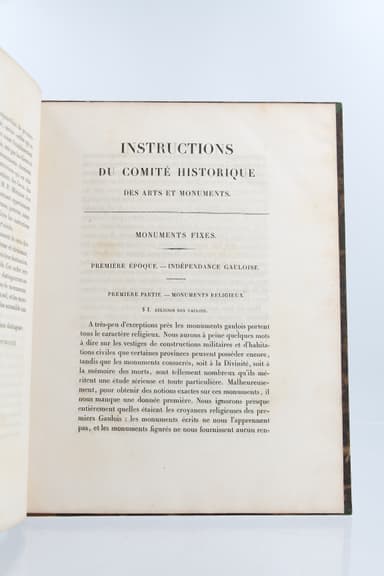 INSTRUCTIONS
DU COMITÉ HISTORIQUE
DES ARTS ET MONUMENTS.
MONUMENTS FIXES.
PREMIÈRE ÉPOQUE. — INDÉPENDANCE GAULOISE.
PREMIÈRE PARTIE. — MONUMENTS RELIGIEUX.
§ I. RELIGION DES GAULOIS.
A très-peu d'exceptions près les monuments gaulois portent
tous le caractère religieux. Nous aurons à peine quelques mots
à dire sur les vestiges de constructions militaires et d'habita-
tions civiles que certaines provinces peuvent posséder encore,
tandis que les monuments consacrés, soit à la Divinité, soit à
la mémoire des morts, sont tellement nombreux qu'ils mé-
ritent une étude sérieuse et toute particulière. Malheureuse-
ment, pour obtenir des notions exactes sur ces monuments, il
nous manque une donnée première. Nous ignorons presque
entièrement quelles étaient les croyances religieuses des pre-
miers Gaulois : les monuments écrits ne nous l'apprennent
pas, et les monuments figurés ne nous fournissent aucun ren-